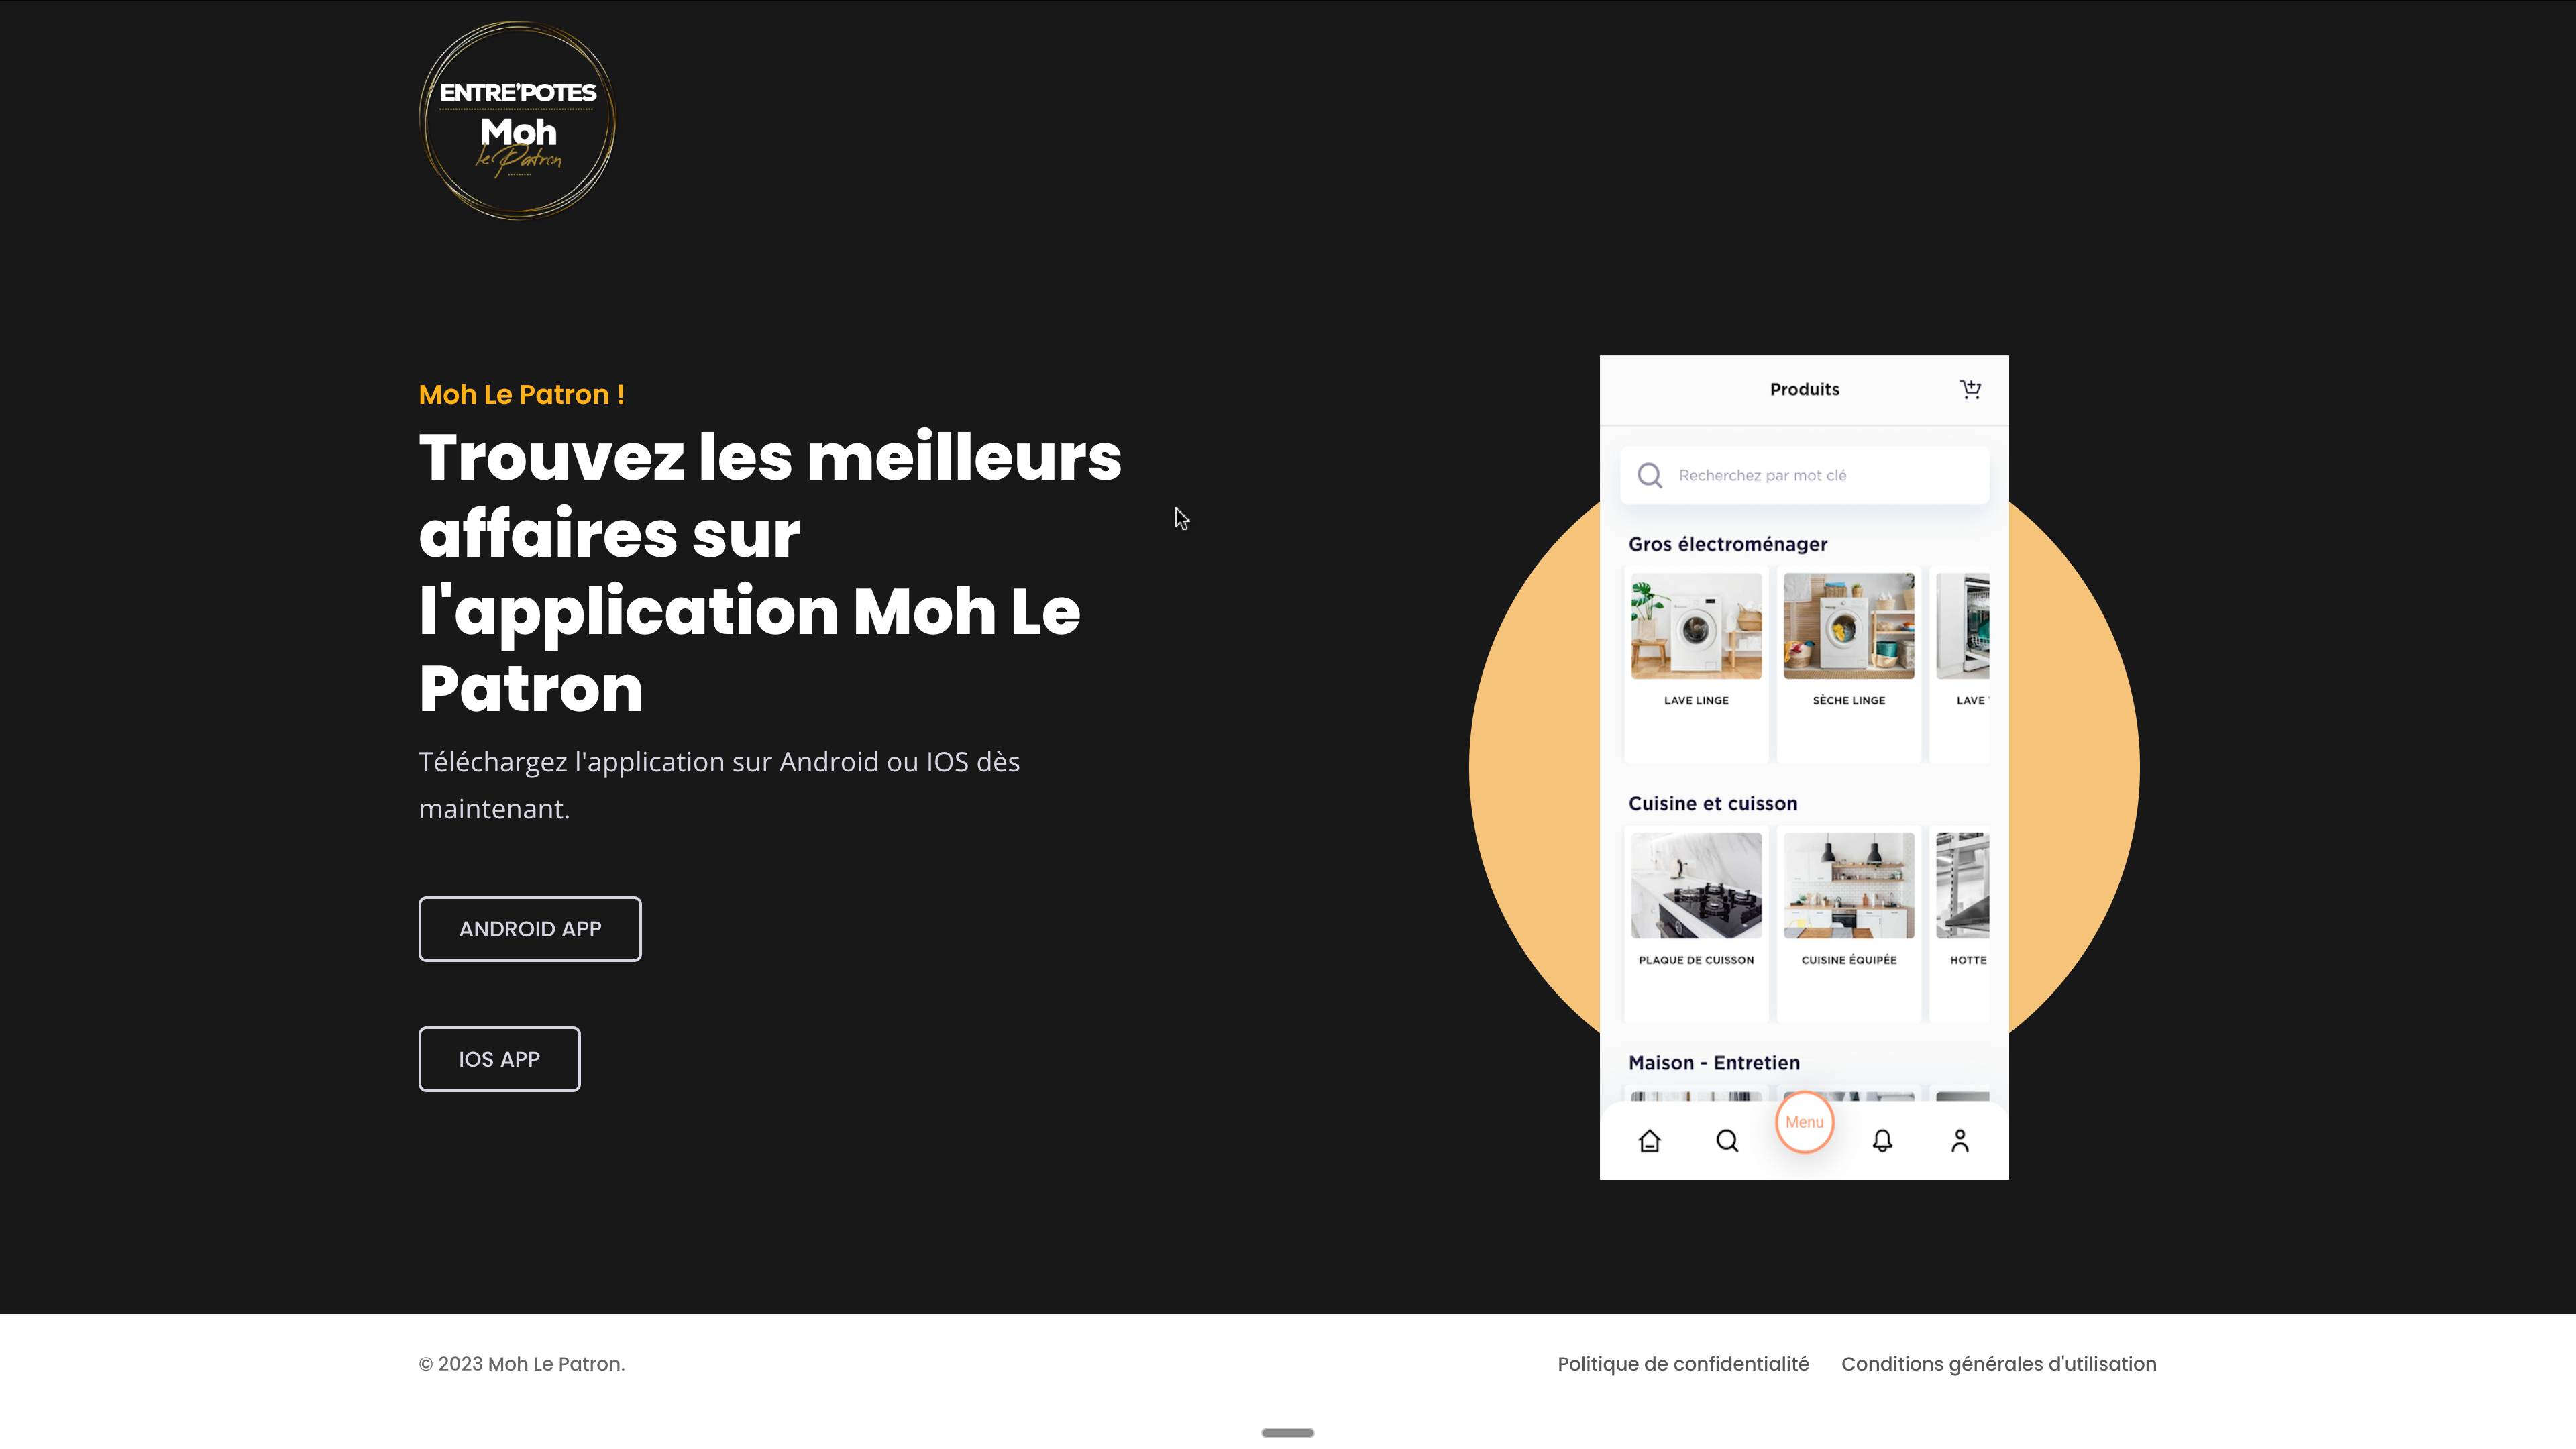 ENTRE'POTES
Moh
le Patron
Moh Le Patron !
Trouvez les meilleurs
affaires sur
l'application Moh Le
Patron
Téléchargez l'application sur Android ou IOS dès
maintenant.
ANDROID APP
IOS APP
Produits
Recherchez par mot clé
Gros électroménager
LAVE LINGE
SÈCHE LINGE
LAVE
Cuisine et cuisson
PLAQUE DE CUISSON
CUISINE ÉQUIPÉE
HOTTE
Maison - Entretien
Menu
© 2023 Moh Le Patron.
Politique de confidentialité
Conditions générales d'utilisation